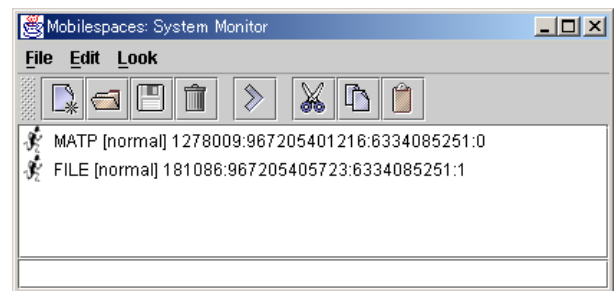 Mobilespaces: System Monitor
File Edit Look
MATP [normal] 1278009:967205401216:6334085251:0
FILE [normal] 181086:967205405723:6334085251:1